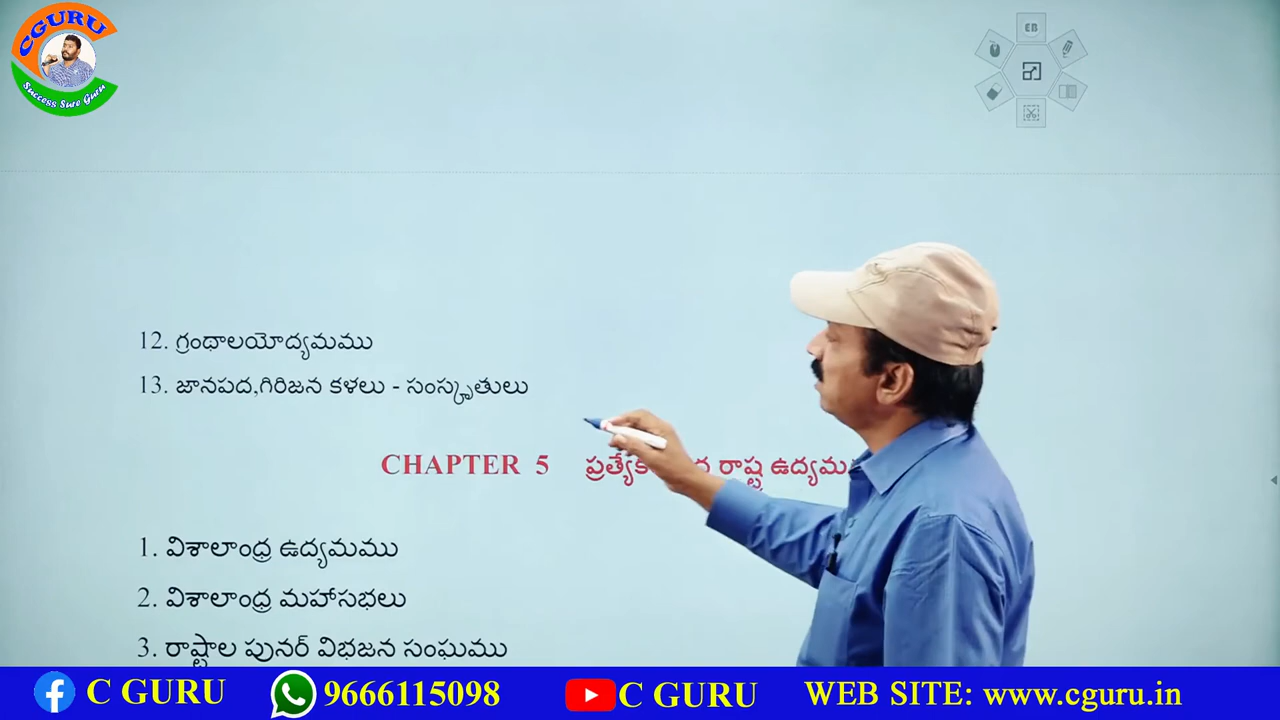 CGURU
Success Sure Guru
12. గ్రంథాలయోద్యమము
13. జానపద,గిరిజన కళలు - సంస్కృతులు
CHAPTER 5 రాష్ట్ర
1. విశాలాంధ్ర ఉద్యమము
2. విశాలాంధ్ర మహాసభలు
3. రాష్ట్రాల పునర్ విభజన సంఘము
C GURU 9666115098 C GURU WEB SITE: www.cguru.in